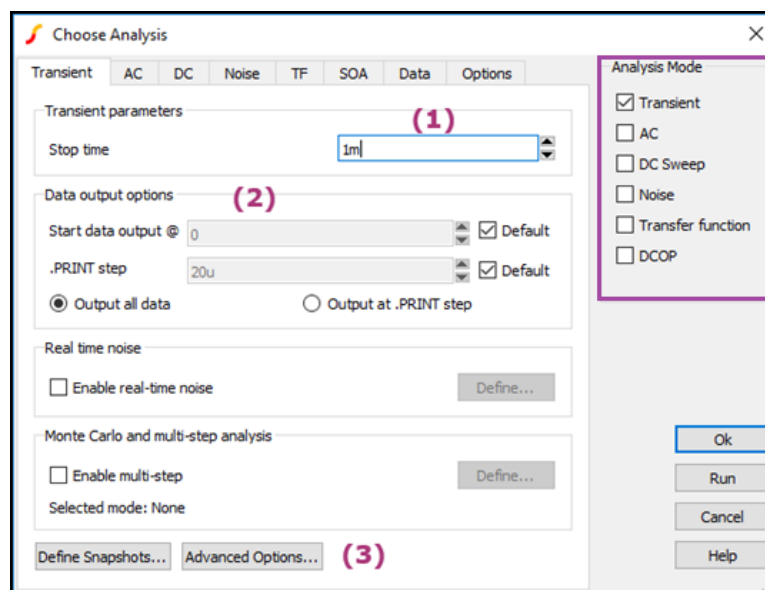 Choose Analysis
Transient AC DC Noise TF SOA Data Options
Transient parameters
(1)
Stop time 1m
Data output options
(2)
Start data output @ 0 Default
.PRINT step 20u Default
Output all data Output at .PRINT step
Real time noise
Enable real-time noise Define...
Monte Carlo and multi-step analysis
Enable multi-step Define...
Selected mode: None
Define Snapshots... Advanced Options... (3)
Analysis Mode
Transient
AC
DC Sweep
Noise
Transfer function
DCOP
Ok
Run
Cancel
Help